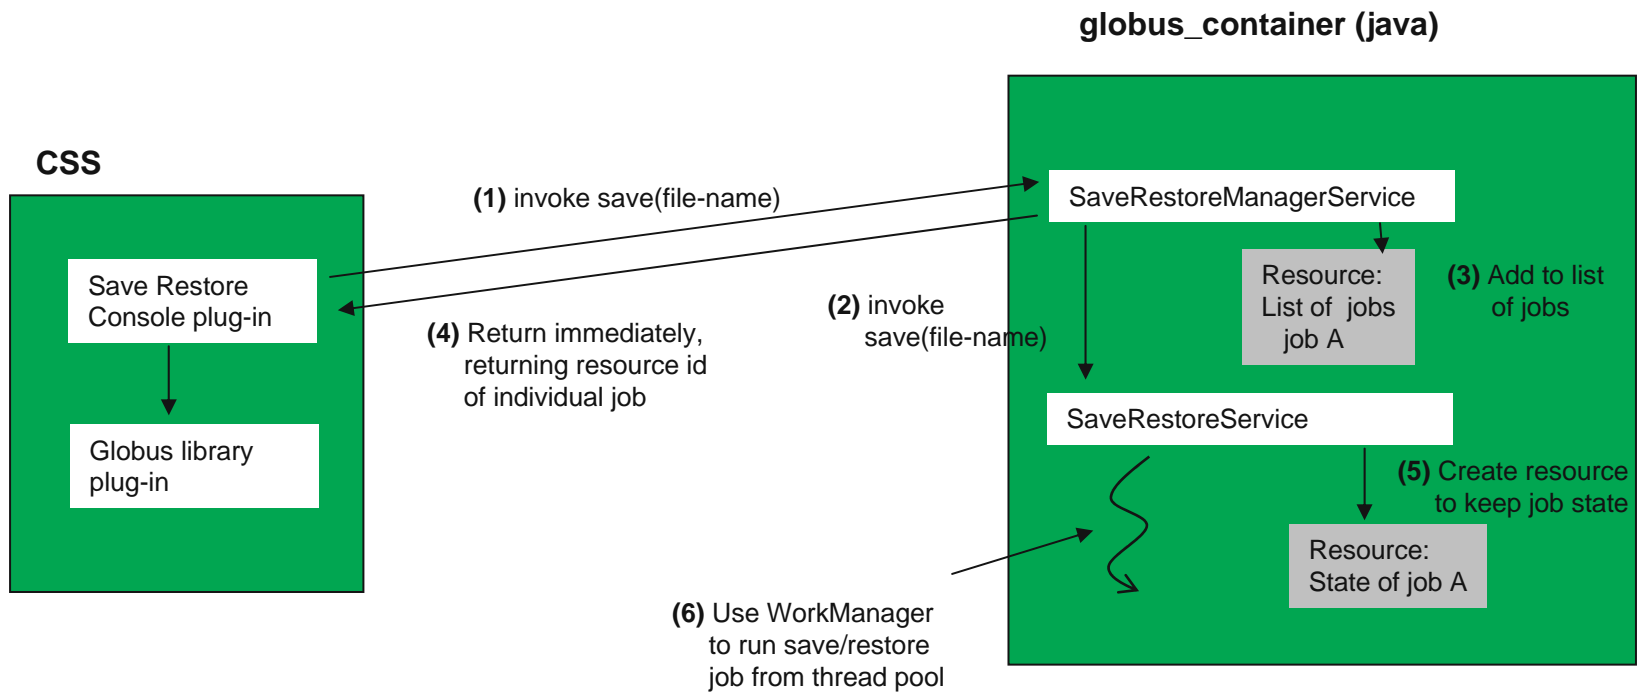 globus_container (java)
CSS
(1) invoke save(file-name)
SaveRestoreManagerService
Save Restore
Console plug-in
Resource:
List of jobs
job A
(3) Add to list
of jobs
(2) invoke
save(file-name)
(4) Return immediately,
returning resource id
of individual job
SaveRestoreService
Globus library
plug-in
(5) Create resource
to keep job state
Resource:
State of job A
(6) Use WorkManager
to run save/restore
job from thread pool